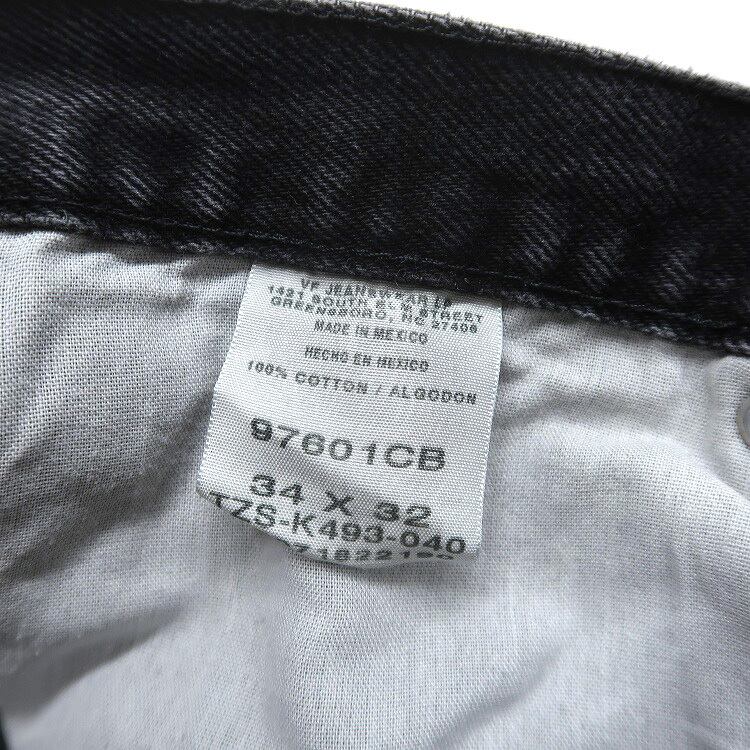 VF JEANSWEAR LP
1421 SOUTH ELM STREET
GREENSBORO, NC 27406
MADE IN MEXICO
HECHO EN MEXICO
100% COTTON / ALGODON
97601CB
34 X 32
TZS-K493-040